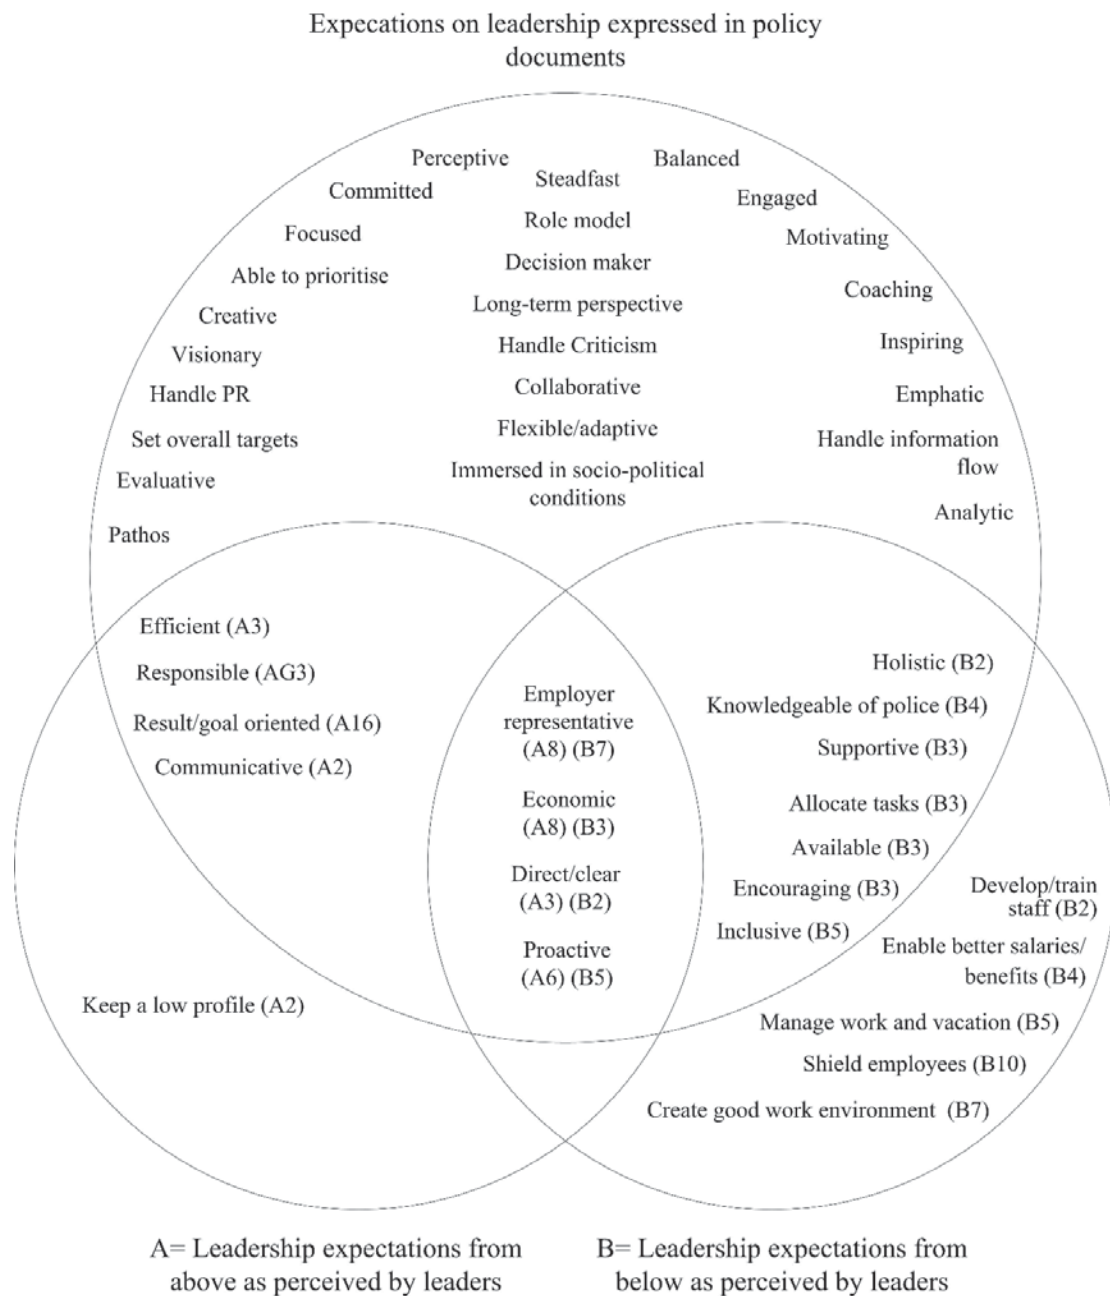 Expecations on leadership expressed in policy
documents
Perceptive
Balanced
Steadfast
Committed
Engaged
Role model
Focused
Motivating
Decision maker
Able to prioritise
Coaching
Long-term perspective
Creative
Inspiring
Handle Criticism
Visionary
Collaborative
Handle PR
Emphatic
Flexible/adaptive
Set overall targets
Handle information
flow
Immersed in socio-political
conditions
Evaluative
Analytic
Pathos
Efficient (A3)
Responsible (AG3)
Result/goal oriented (A16)
Communicative (A2)
Employer
representative
(A8) (B7)
Economic
(A8) (B3)
Direct/clear
(A3) (B2)
Proactive
(A6) (B5)
Holistic (B2)
Knowledgeable of police (B4)
Supportive (B3)
Allocate tasks (B3)
Available (B3)
Encouraging (B3)
Inclusive (B5)
Develop/train
staff (B2)
Enable better salaries/
benefits (B4)
Manage work and vacation (B5)
Shield employees (B10)
Create good work environment (B7)
Keep a low profile (A2)
A= Leadership expectations from
above as perceived by leaders
B= Leadership expectations from
below as perceived by leaders